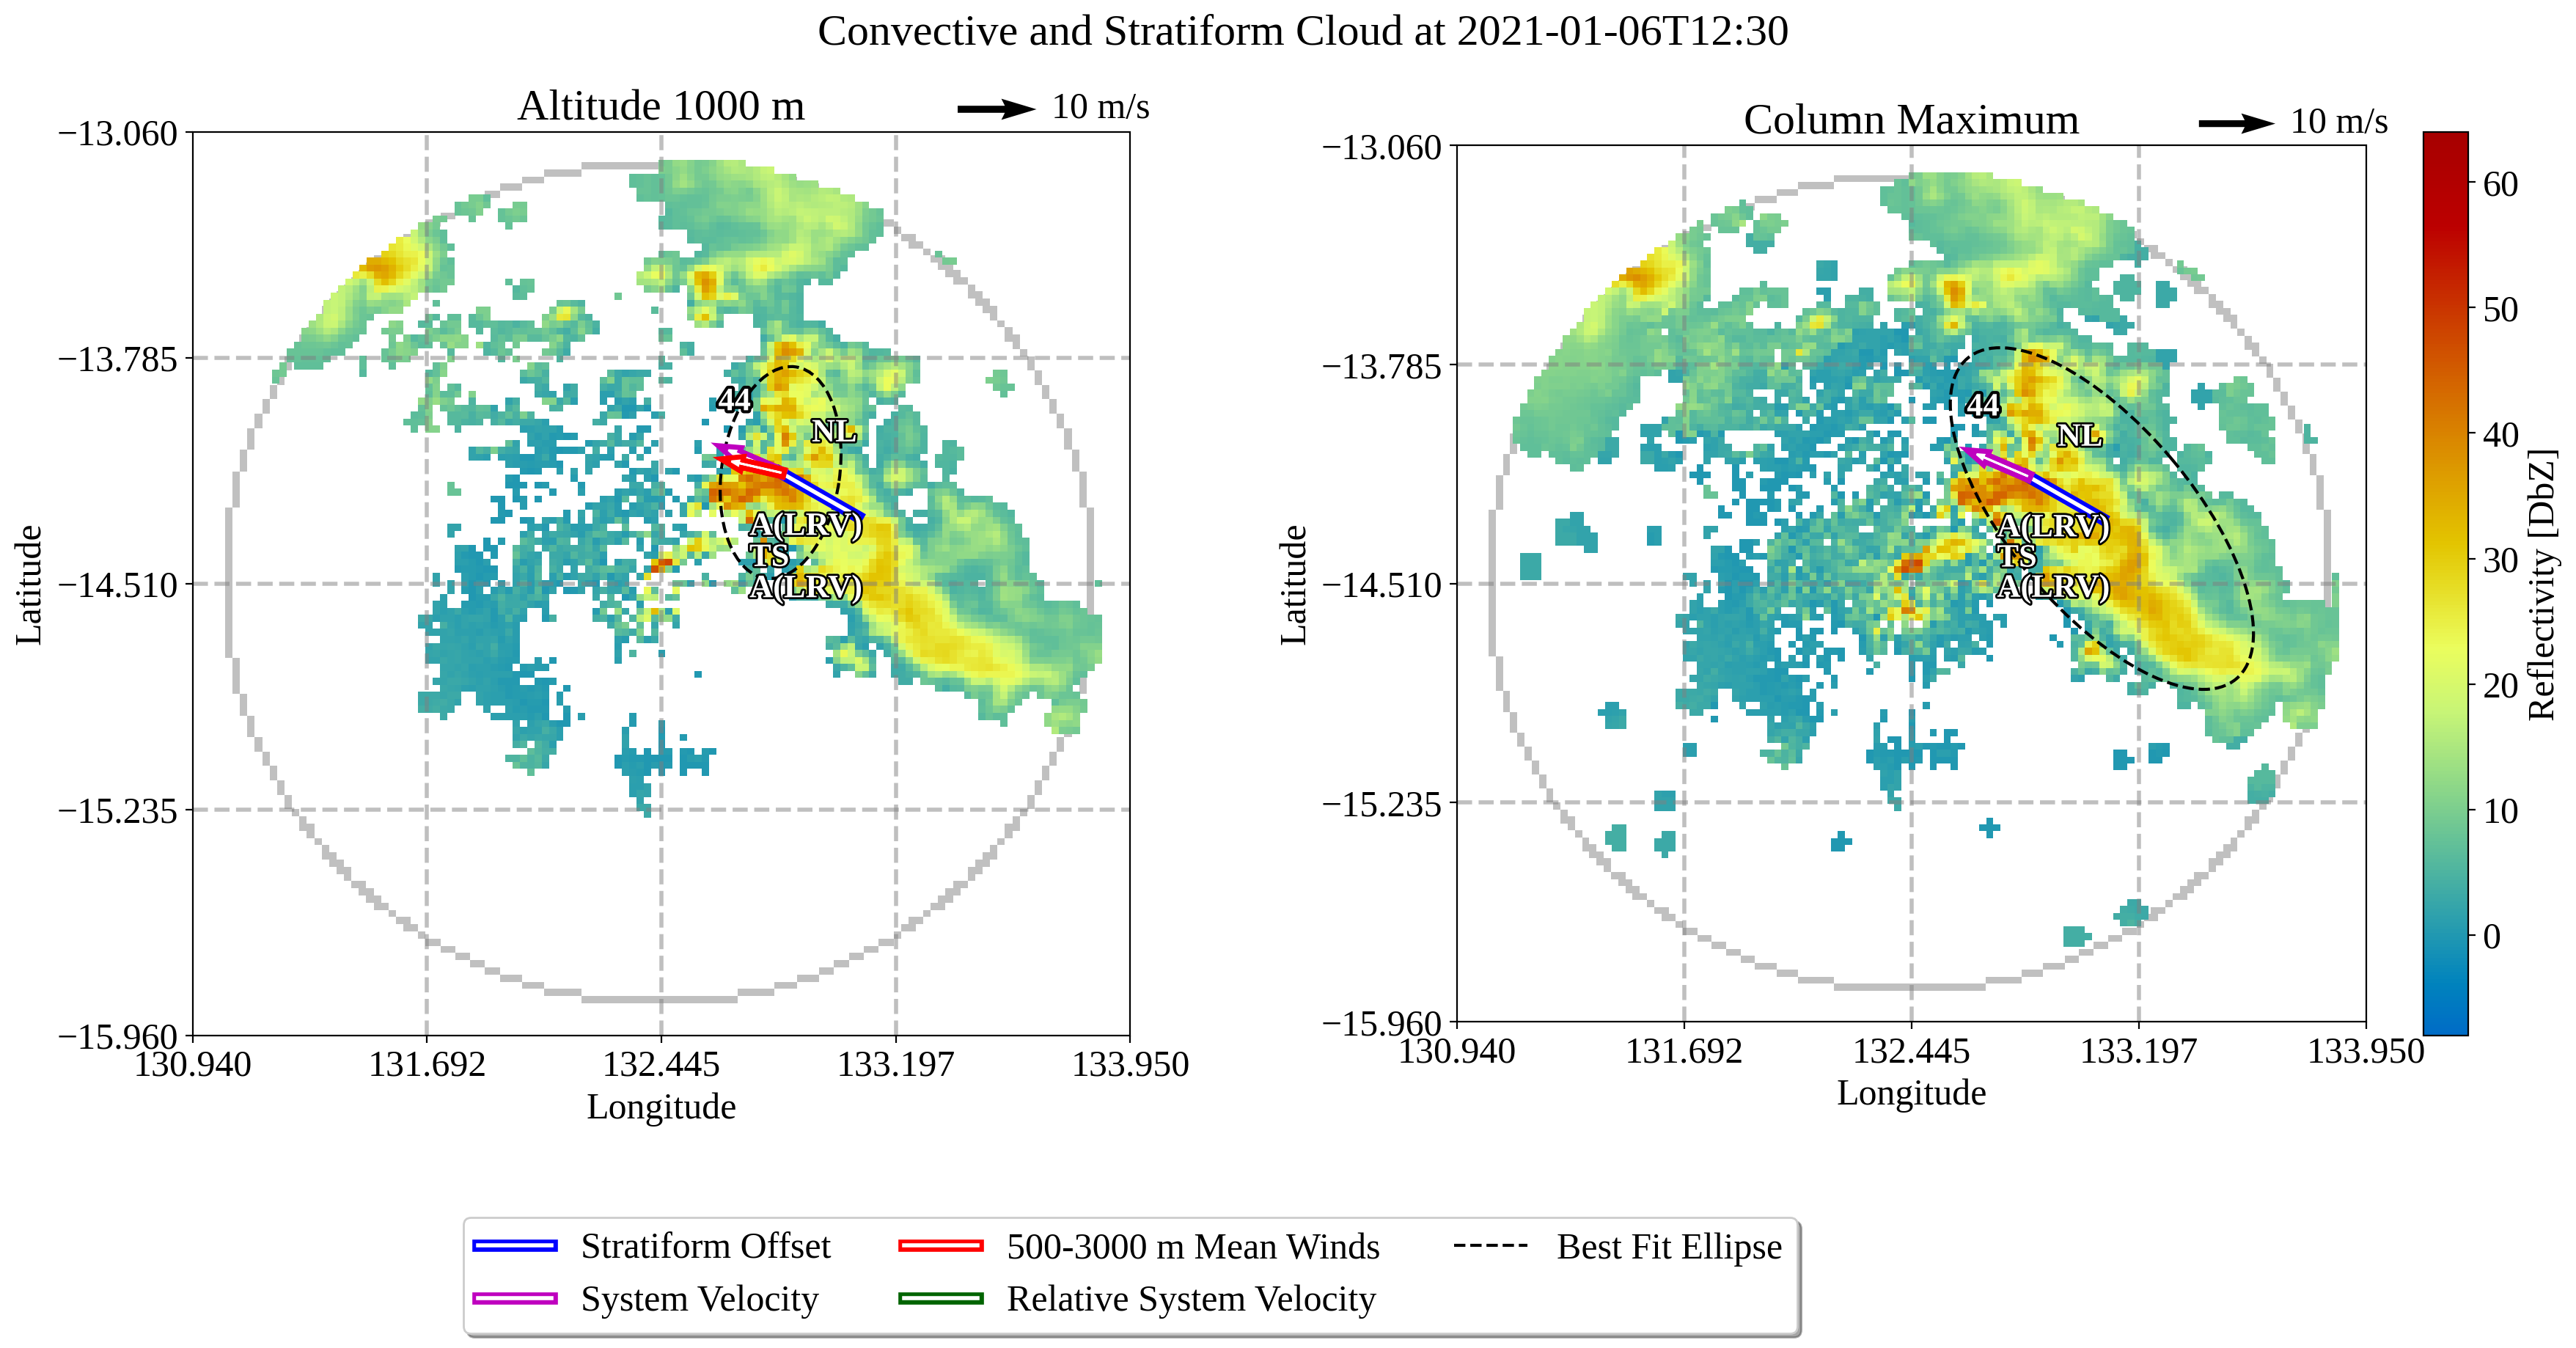 Convective and Stratiform Cloud at 2021-01-06T12:30
Altitude 1000 m
10 m/s
−13.060
−13.785
−14.510
−15.235
−15.960
Latitude
130.940
131.692
132.445
133.197
133.950
Longitude
44
NL
A(LRV)
TS
A(LRV)
Column Maximum
10 m/s
−13.060
−13.785
−14.510
−15.235
−15.960
Latitude
130.940
131.692
132.445
133.197
133.950
Longitude
44
NL
A(LRV)
TS
A(LRV)
60
50
40
30
20
10
0
Reflectivity [DbZ]
Stratiform Offset
System Velocity
500-3000 m Mean Winds
Relative System Velocity
Best Fit Ellipse